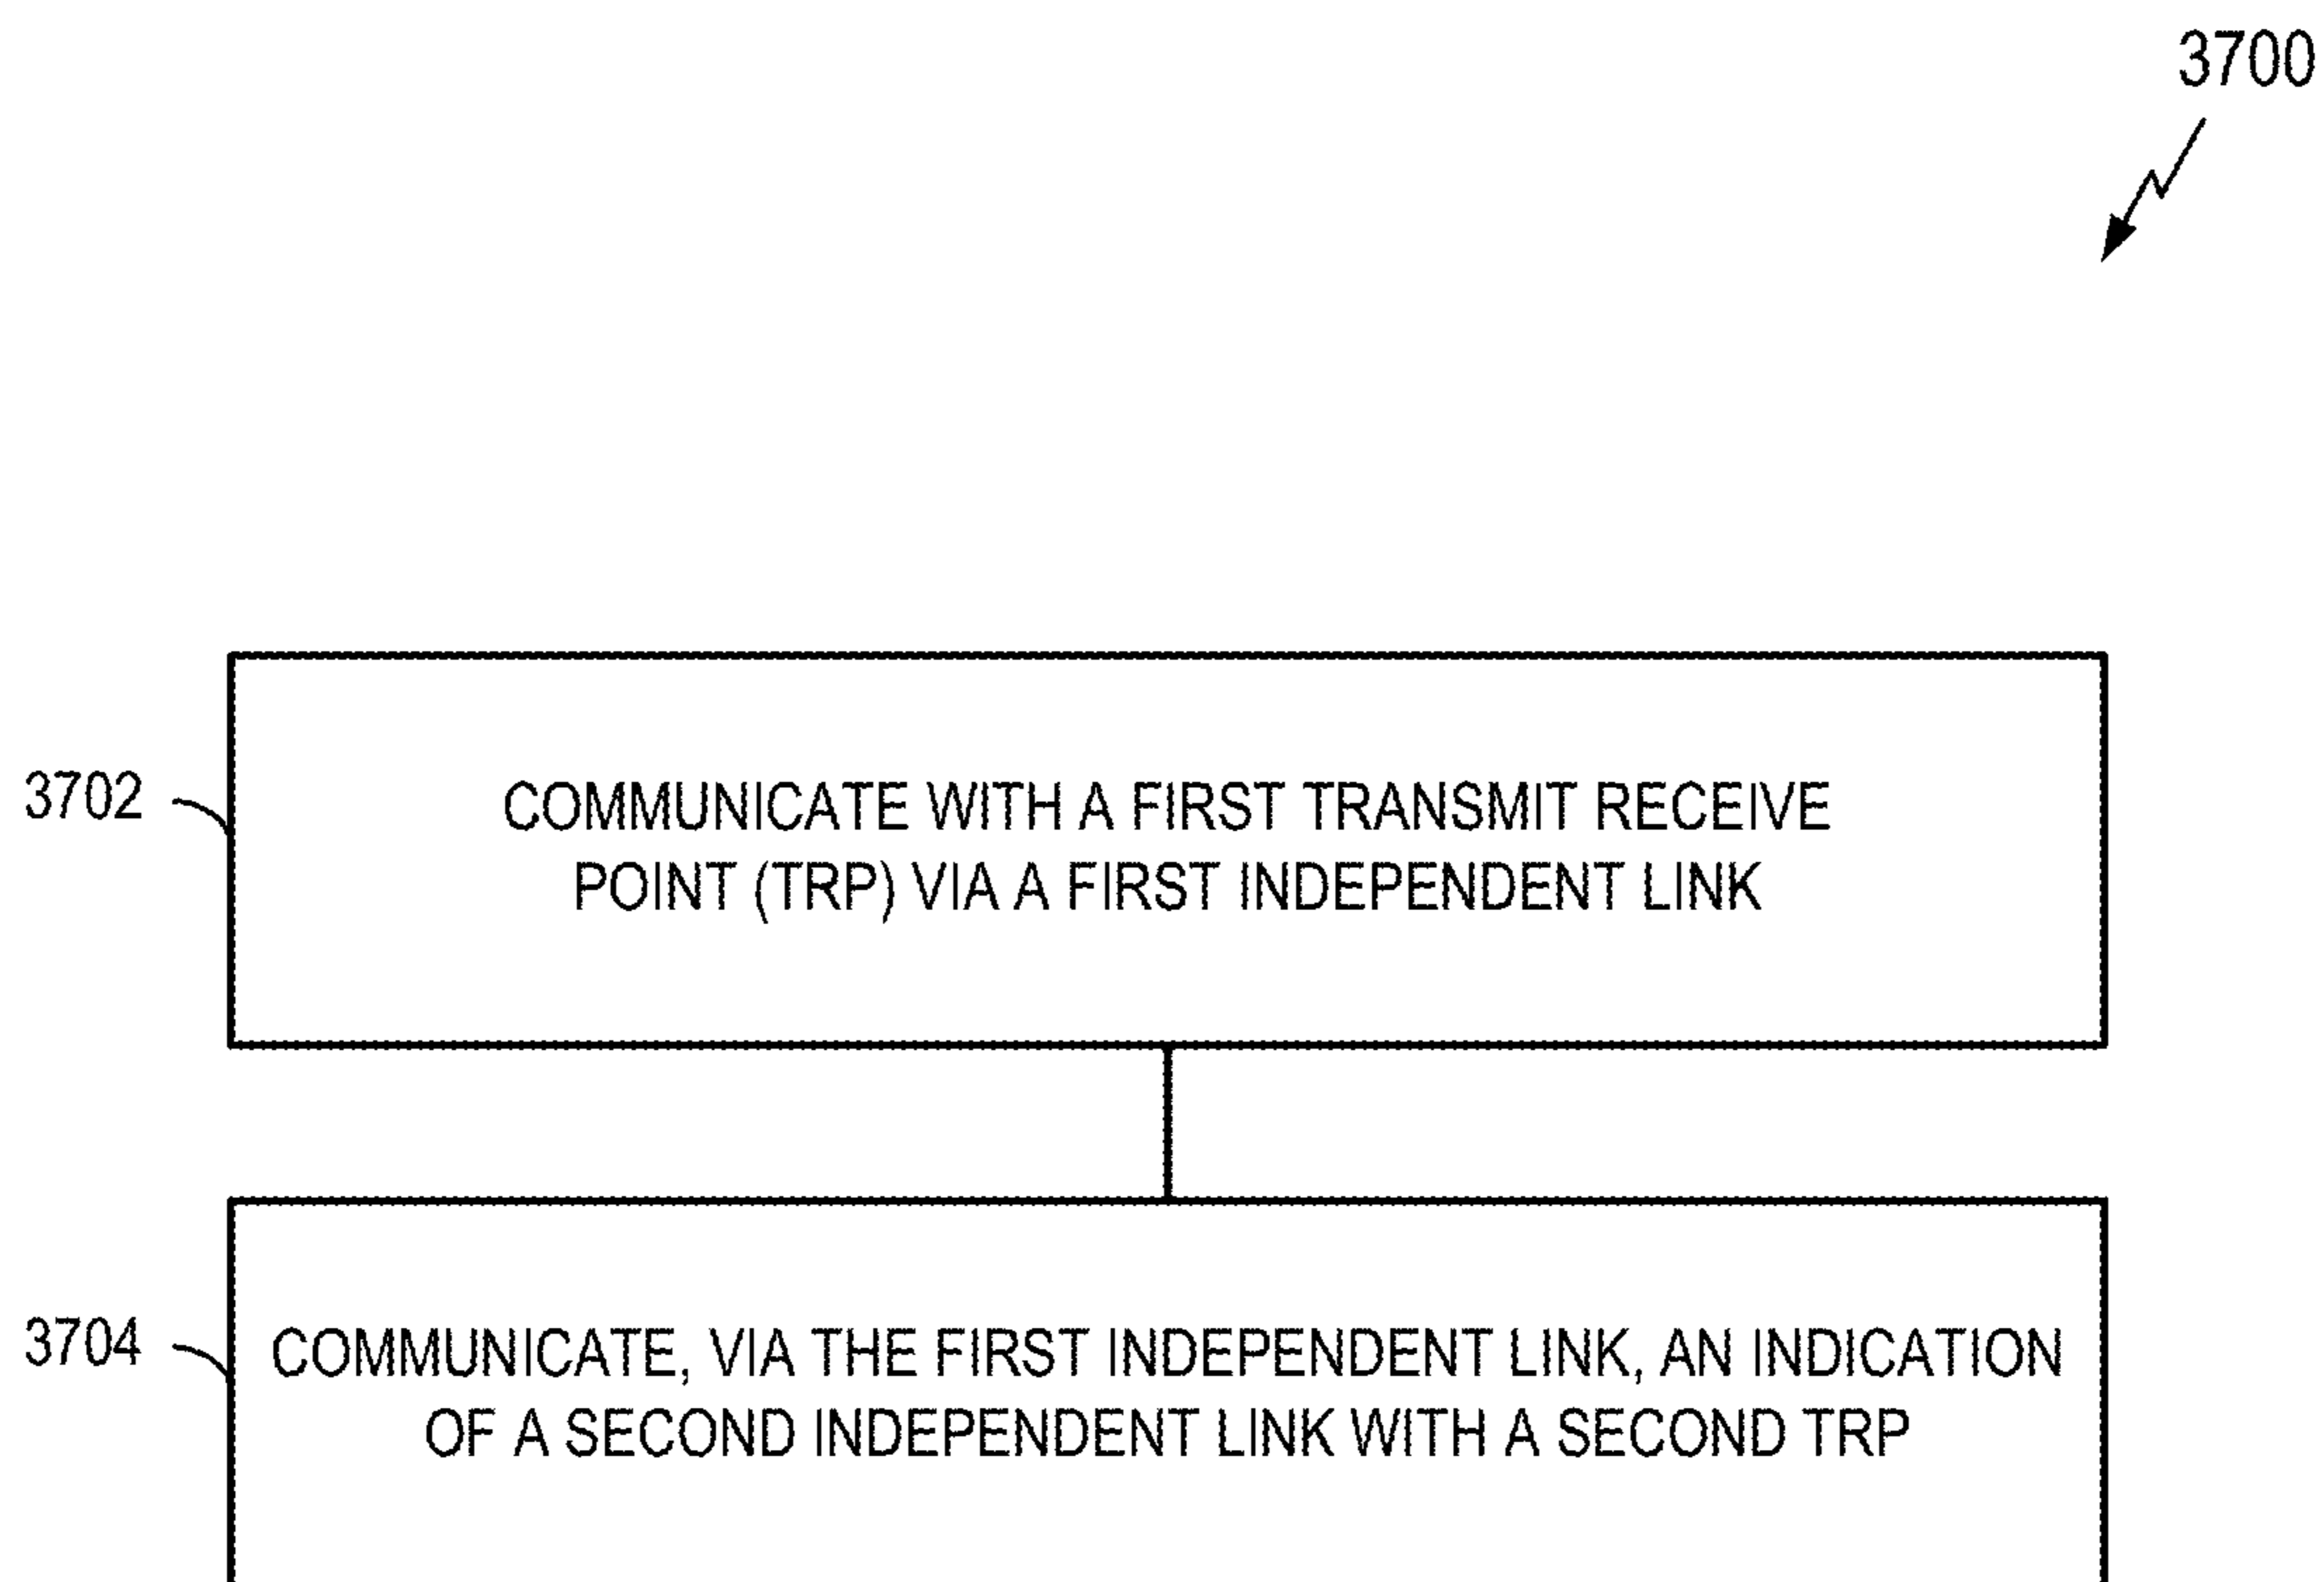 3700
3702
COMMUNICATE WITH A FIRST TRANSMIT RECEIVE
POINT (TRP) VIA A FIRST INDEPENDENT LINK
3704
COMMUNICATE, VIA THE FIRST INDEPENDENT LINK, AN INDICATION
OF A SECOND INDEPENDENT LINK WITH A SECOND TRP